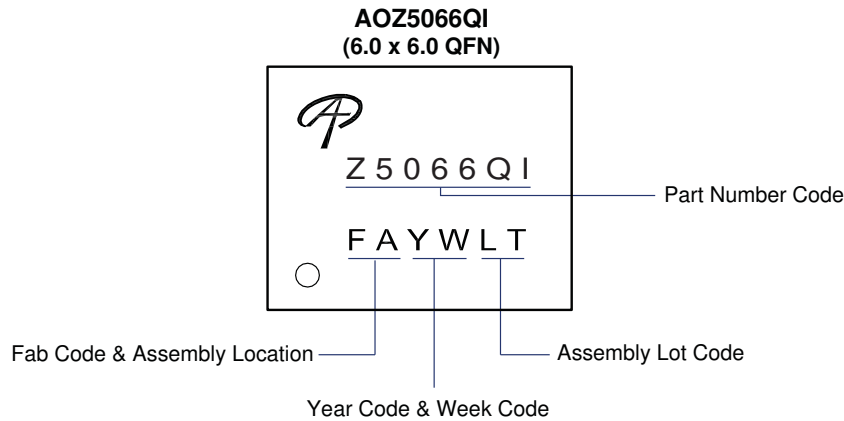 AOZ5066QI
(6.0 x 6.0 QFN)
Z5066QI
Part Number Code
FAYWLT
Fab Code & Assembly Location
Assembly Lot Code
Year Code & Week Code